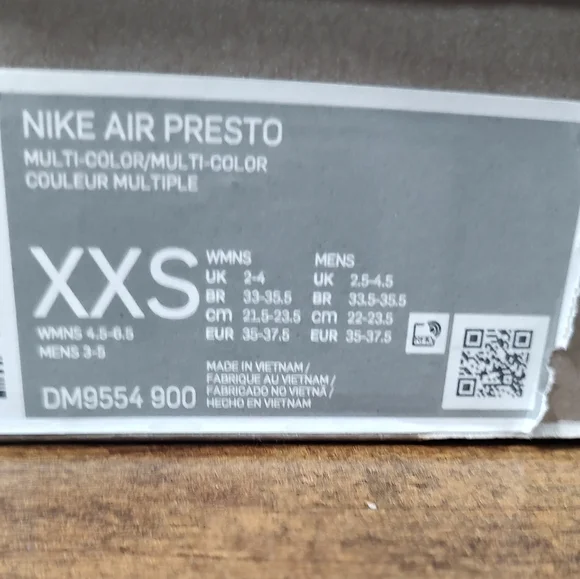 NIKE AIR PRESTO
MULTI-COLOR/MULTI-COLOR
COULEUR MULTIPLE
XXS
WMNS 4.5-6.5
MENS 3-5
WMNS
UK 2-4
BR 33-35.5
cm 21.5-23.5
EUR 35-37.5
MENS
UK 2.5-4.5
BR 33.5-35.5
cm 22-23.5
EUR 35-37.5
DM9554 900
MADE IN VIETNAM /
FABRIQUE AU VIETNAM /
FABRICADO NO VIETNÃ /
HECHO EN VIETNAM